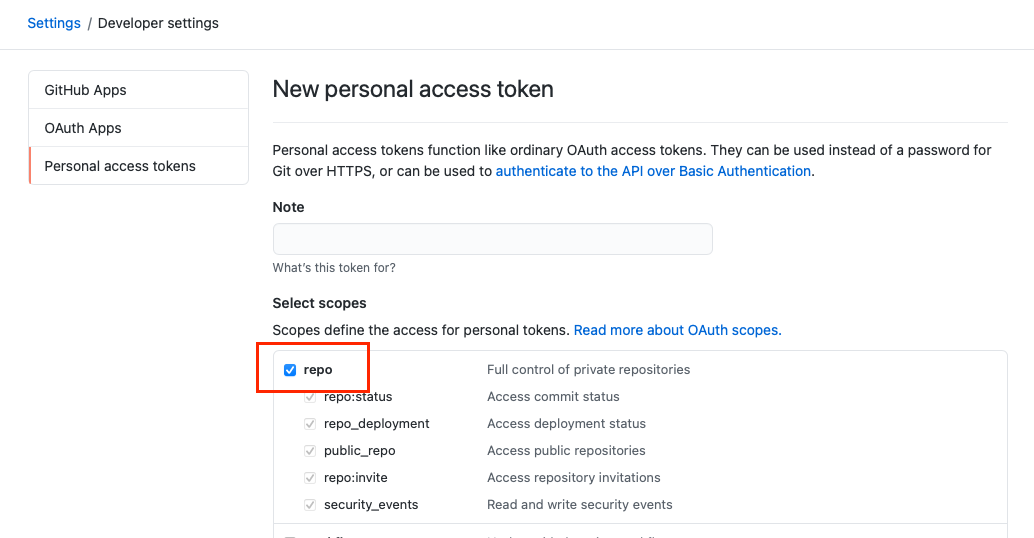 Settings / Developer settings
GitHub Apps
OAuth Apps
Personal access tokens
New personal access token
Personal access tokens function like ordinary OAuth access tokens. They can be used instead of a password for
Git over HTTPS, or can be used to authenticate to the API over Basic Authentication.
Note
What's this token for?
Select scopes
Scopes define the access for personal tokens. Read more about OAuth scopes.
repo Full control of private repositories
repo:status Access commit status
repo_deployment Access deployment status
public_repo Access public repositories
repo:invite Access repository invitations
security_events Read and write security events